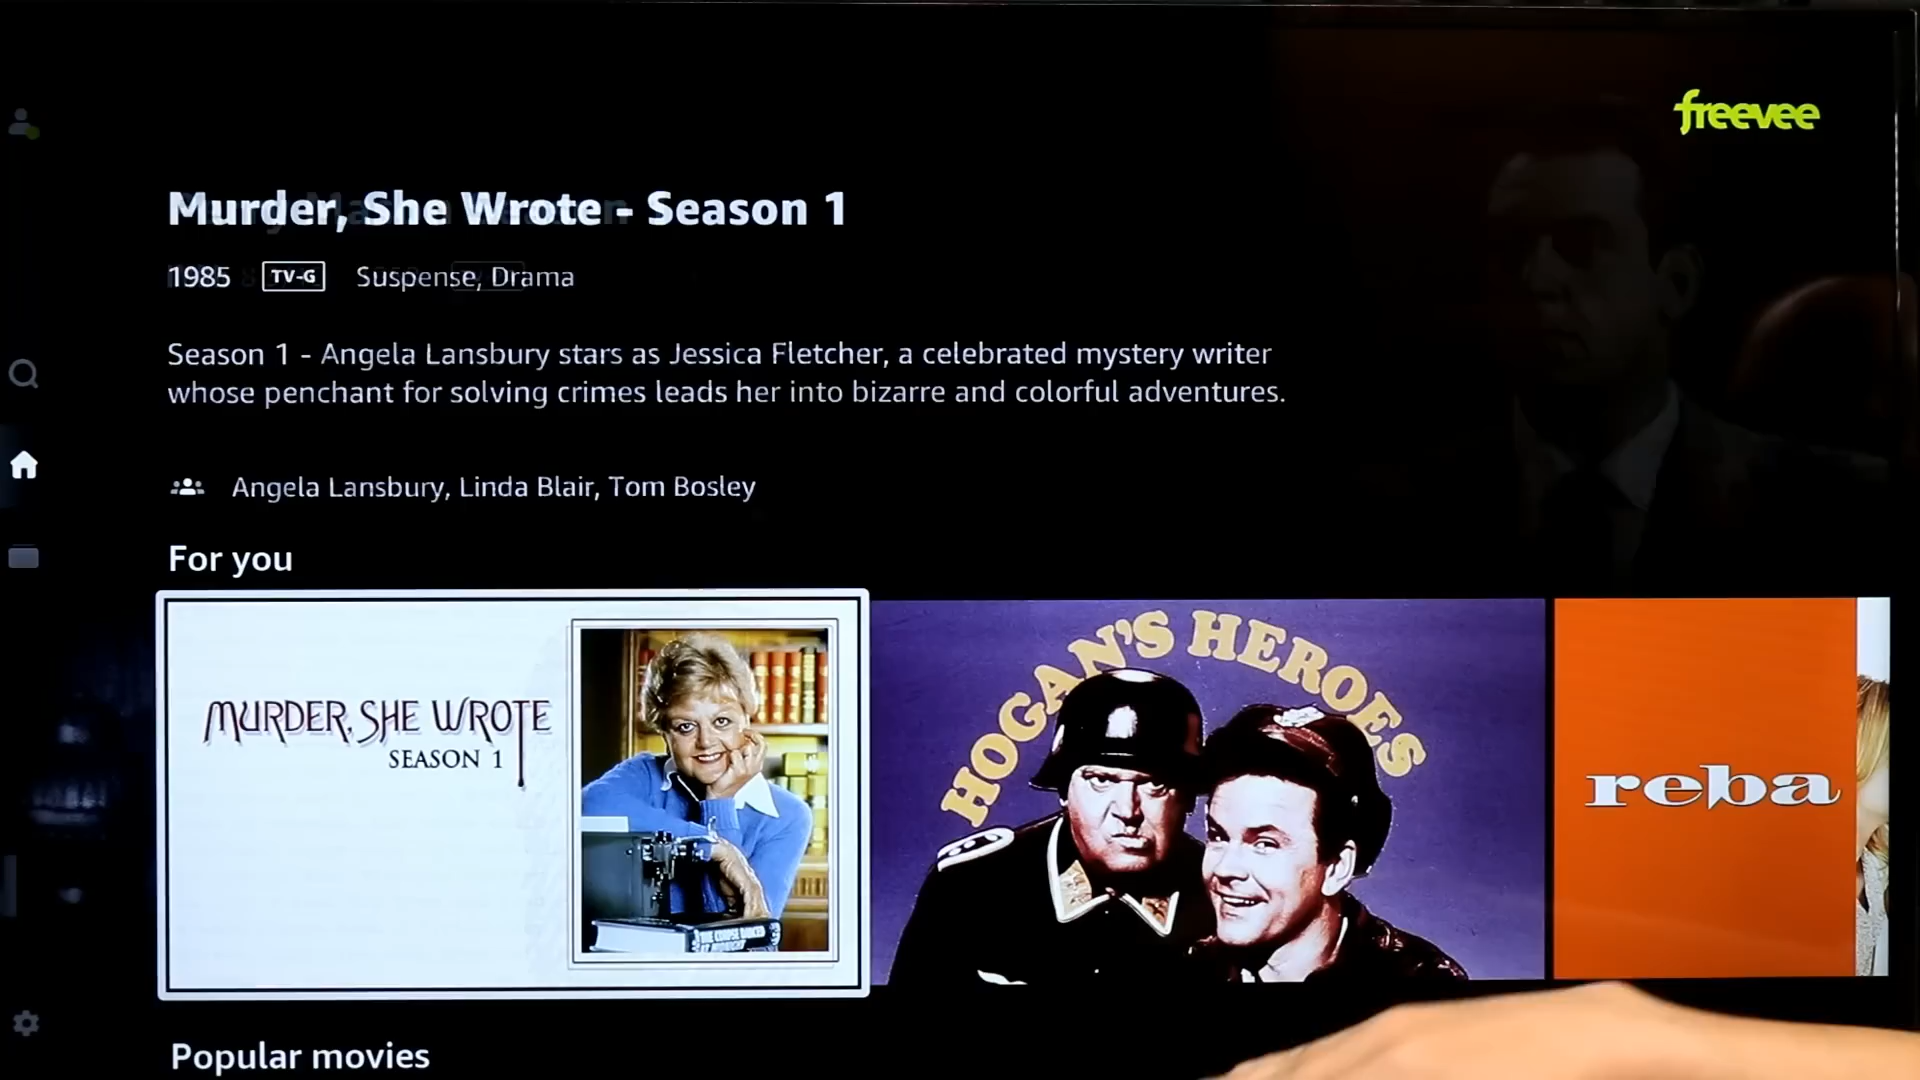 freevee
Murder, She Wrote - Season 1
1985 TV-G Suspense, Drama
Season 1 - Angela Lansbury stars as Jessica Fletcher, a celebrated mystery writer
whose penchant for solving crimes leads her into bizarre and colorful adventures.
Angela Lansbury, Linda Blair, Tom Bosley
For you
MURDER, SHE WROTE
SEASON 1
HOGAN'S HEROES
reba
Popular movies